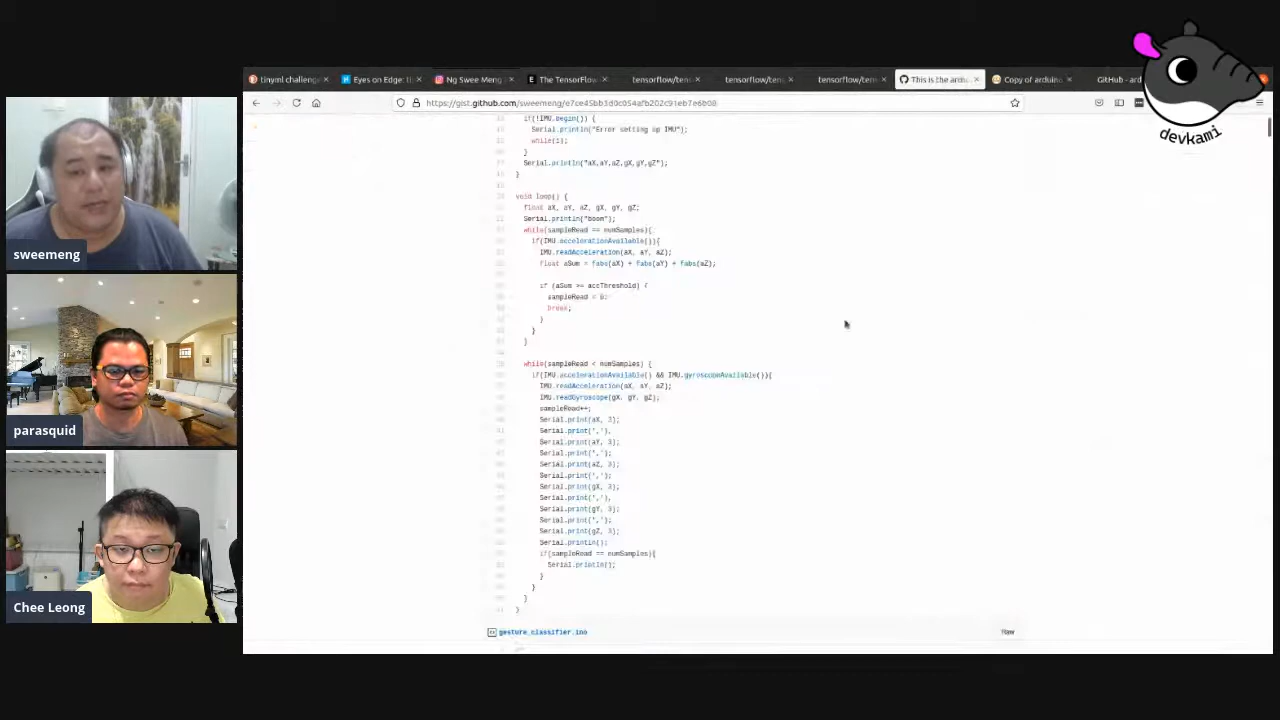 tinyml challenge
Eyes on Edge: t
Ng Swee Meng
The TensorFlow
tensorflow/ten
tensorflow/ten
tensorflow/ten
This is the ardu
Copy of arduino
GitHub - ard
https://gist.github.com/sweemeng/e7ce45bb3d0c054afb202c91eb7e6b08
devkami
if(!IMU.begin()) {
Serial.println("Error setting up IMU");
while(1);
}
Serial.println("aX,aY,aZ,gX,gY,gZ");
}
void loop() {
float aX, aY, aZ, gX, gY, gZ;
Serial.println("boom");
while(sampleRead == numSamples){
if(IMU.accelerationAvailable()){
IMU.readAcceleration(aX, aY, aZ);
float aSum = fabs(aX) + fabs(aY) + fabs(aZ);
if (aSum >= accThreshold) {
sampleRead = 0;
break;
}
}
}
while(sampleRead < numSamples) {
if(IMU.accelerationAvailable() && IMU.gyroscopeAvailable()){
IMU.readAcceleration(aX, aY, aZ);
IMU.readGyroscope(gX, gY, gZ);
sampleRead++;
Serial.print(aX, 3);
Serial.print(',');
Serial.print(aY, 3);
Serial.print(',');
Serial.print(aZ, 3);
Serial.print(',');
Serial.print(gX, 3);
Serial.print(',');
Serial.print(gY, 3);
Serial.print(',');
Serial.print(gZ, 3);
Serial.println();
if(sampleRead == numSamples){
Serial.println();
}
}
}
}
gesture_classifier.ino
Raw
sweemeng
parasquid
Chee Leong